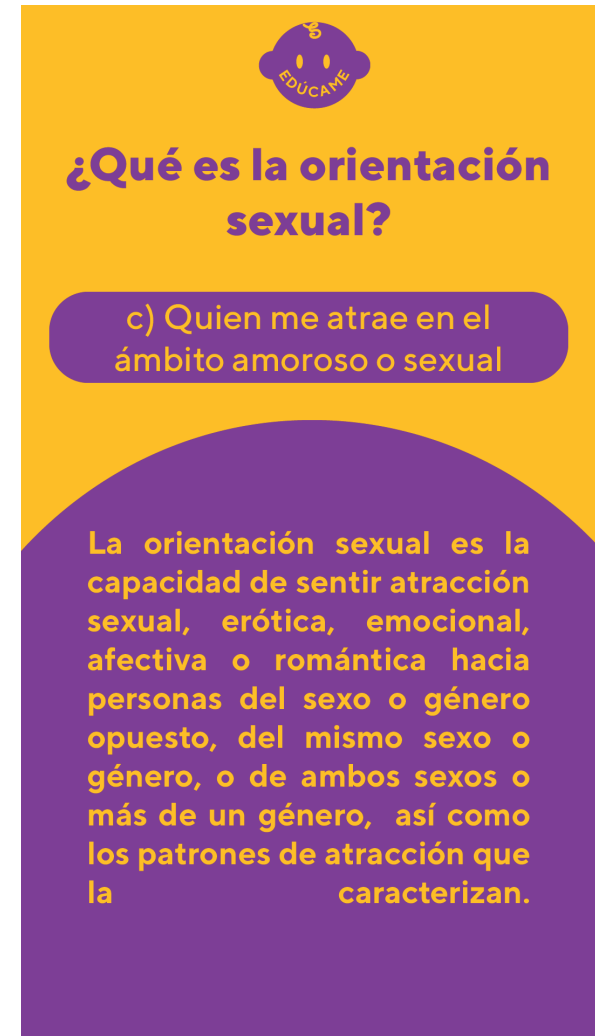 EDÚCAME
¿Qué es la orientación
sexual?
c) Quien me atrae en el
ámbito amoroso o sexual
La orientación sexual es la
capacidad de sentir atracción
sexual, erótica, emocional,
afectiva o romántica hacia
personas del sexo o género
opuesto, del mismo sexo o
género, o de ambos sexos o
más de un género, así como
los patrones de atracción que
la caracterizan.